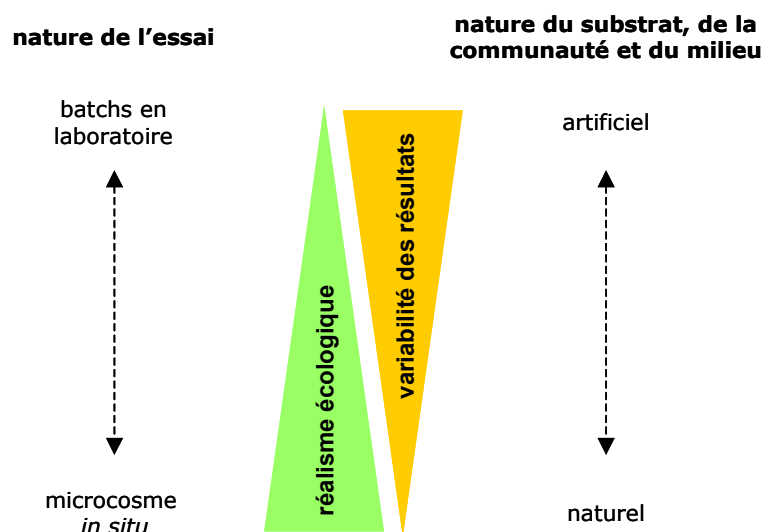 nature de l’essai
nature du substrat, de la
communauté et du milieu
batchs en
laboratoire
artificiel
réalisme écologique
variabilité des résultats
microcosme
in situ
naturel